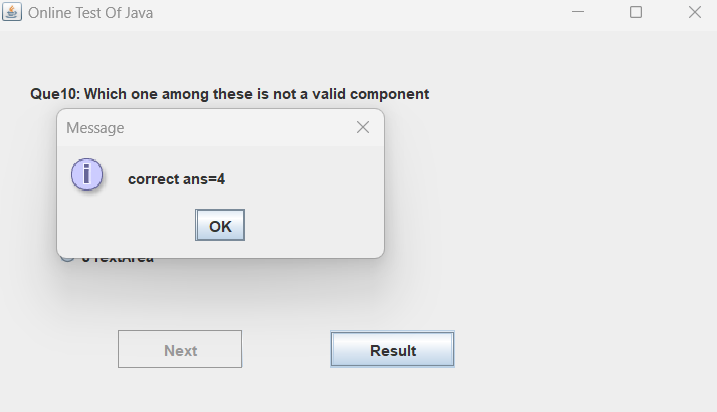 Online Test Of Java
Que10: Which one among these is not a valid component
Message
correct ans=4
OK
JTextArea
Next
Result